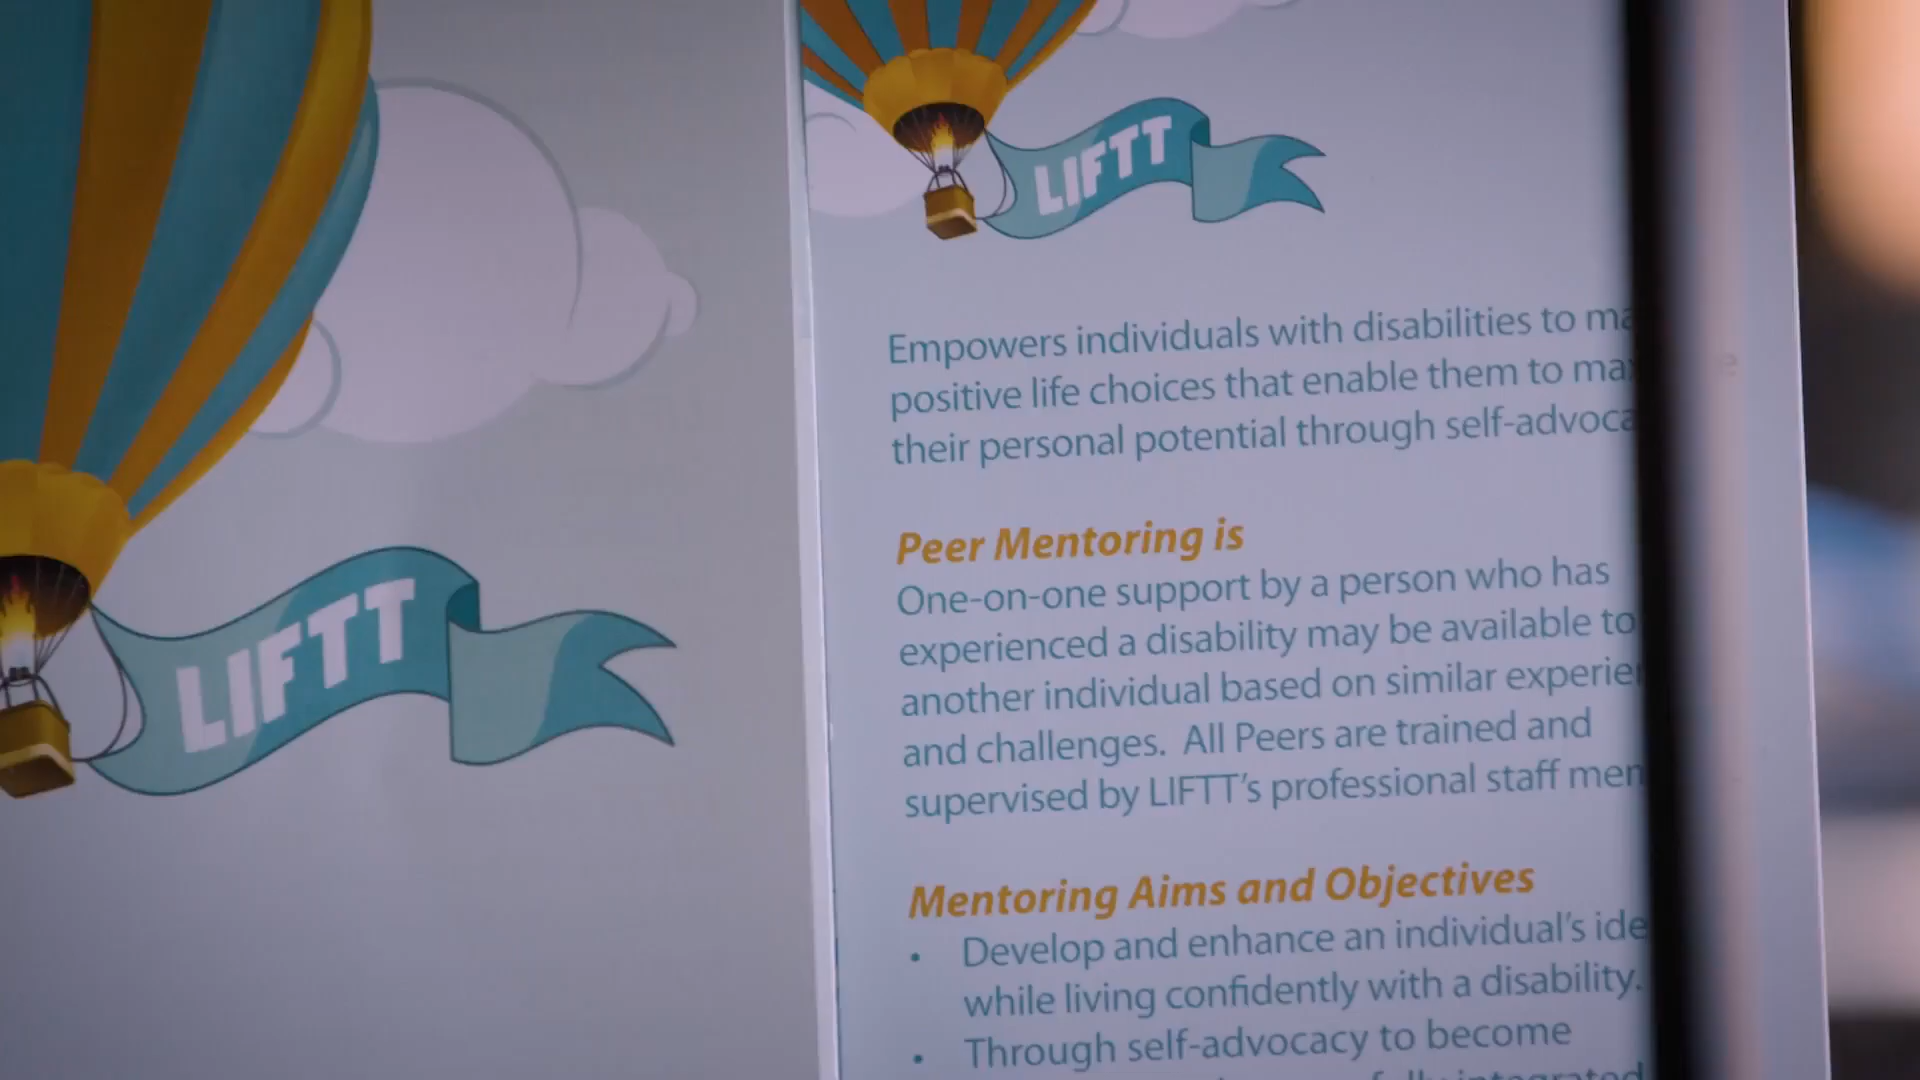 LIFTT
LIFTT
Empowers individuals with disabilities to
positive life choices that enable them to
their personal potential through
Peer Mentoring is
One-on-one support by a person who has
experienced a disability may be available to
another individual based on similar
and challenges. All Peers are trained and
supervised by LIFTT's professional staff
Mentoring Aims and Objectives
• Develop and enhance an individual's
while living confidently with a disability.
• Through self-advocacy to become
integrated